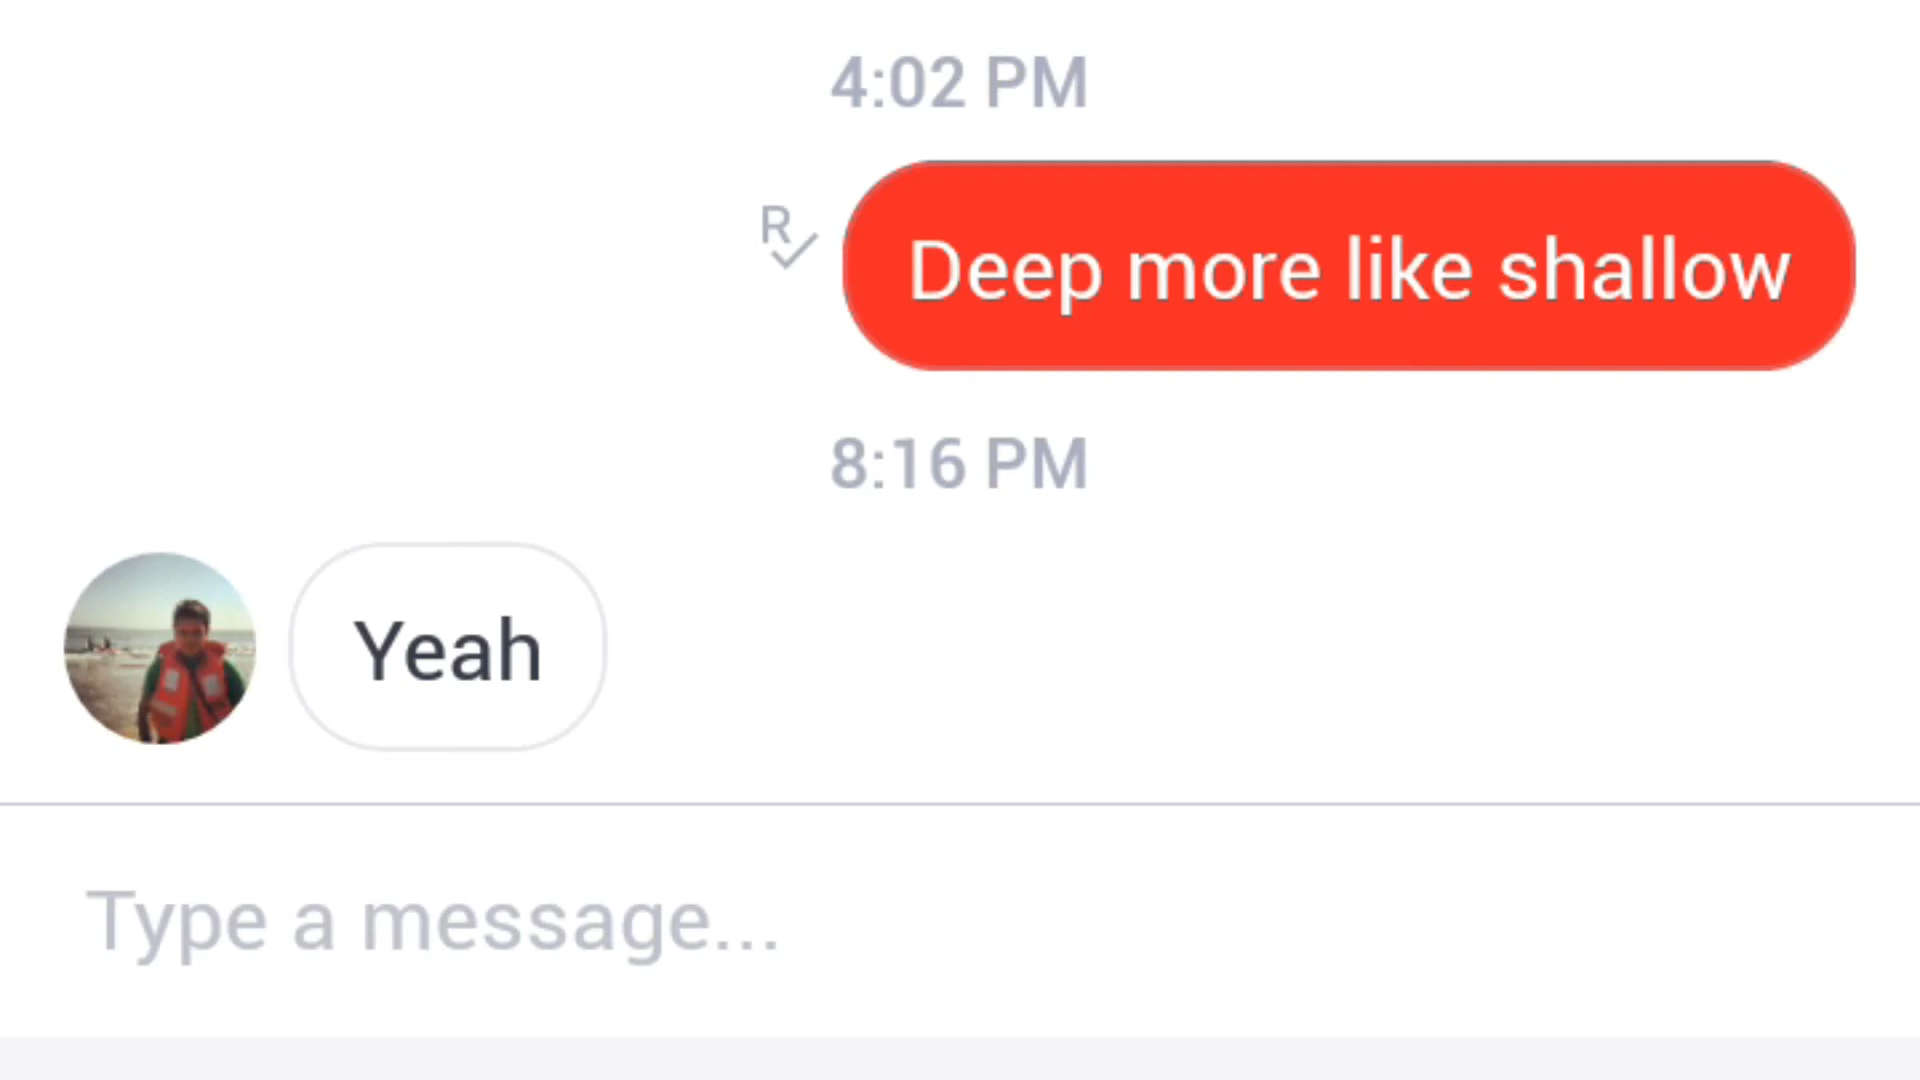 4:02 PM
R
Deep more like shallow
8:16 PM
Yeah
Type a message...